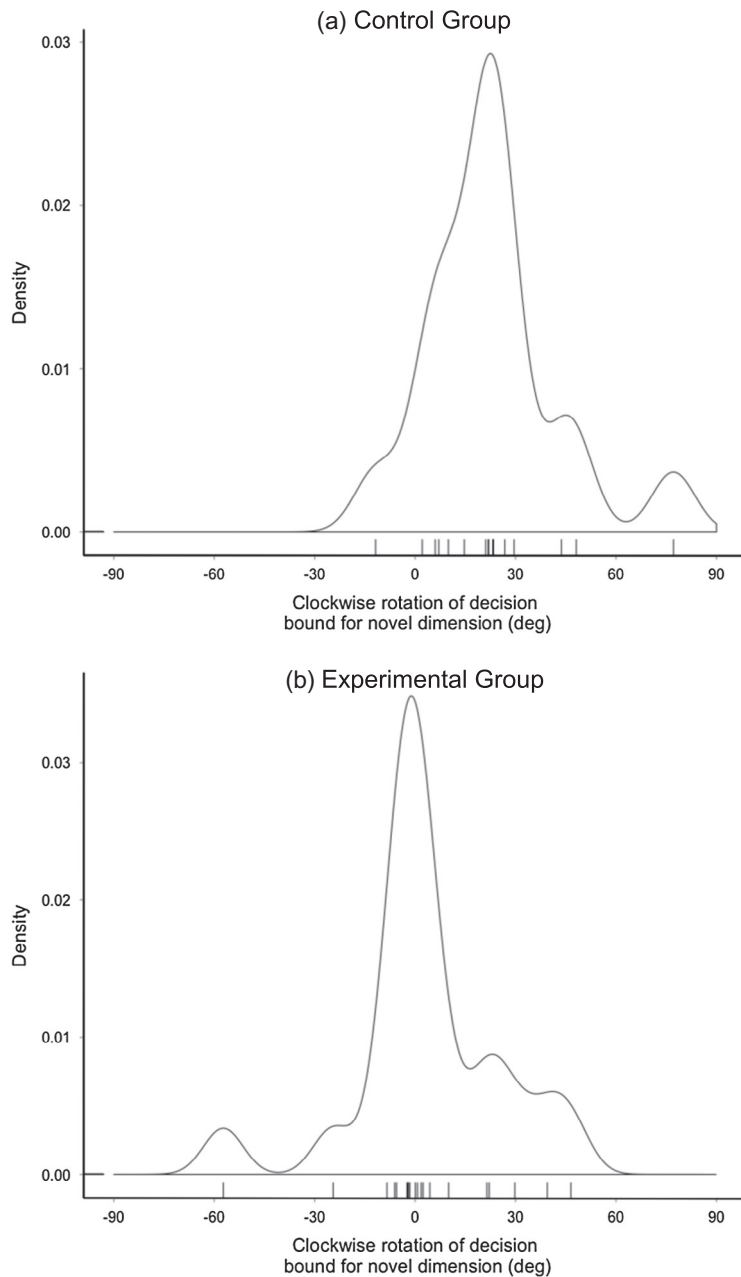 (a) Control Group
0.03
0.02
0.01
0.00
Density
-90 -60 -30 0 30 60 90
Clockwise rotation of decision
bound for novel dimension (deg)
(b) Experimental Group
0.03
0.02
0.01
0.00
Density
-90 -60 -30 0 30 60 90
Clockwise rotation of decision
bound for novel dimension (deg)